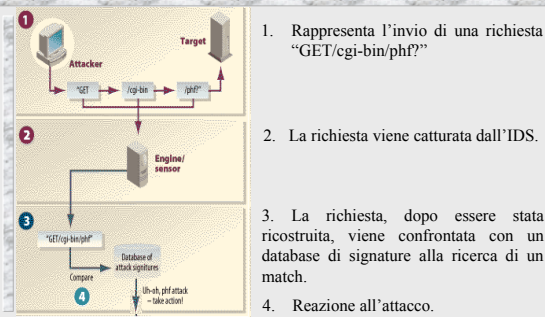 1
Target
Attacker
"GET
/cgi-bin
/phf?"
2
Engine/
sensor
3
"GET/cgi-bin/phf"
Database of
attack signitures
Compare
4
Uh-oh, phf attack
– take action!
1. Rappresenta l'invio di una richiesta
"GET/cgi-bin/phf?"
2. La richiesta viene catturata dall'IDS.
3. La richiesta, dopo essere stata
ricostruita, viene confrontata con un
database di signature alla ricerca di un
match.
4. Reazione all'attacco.